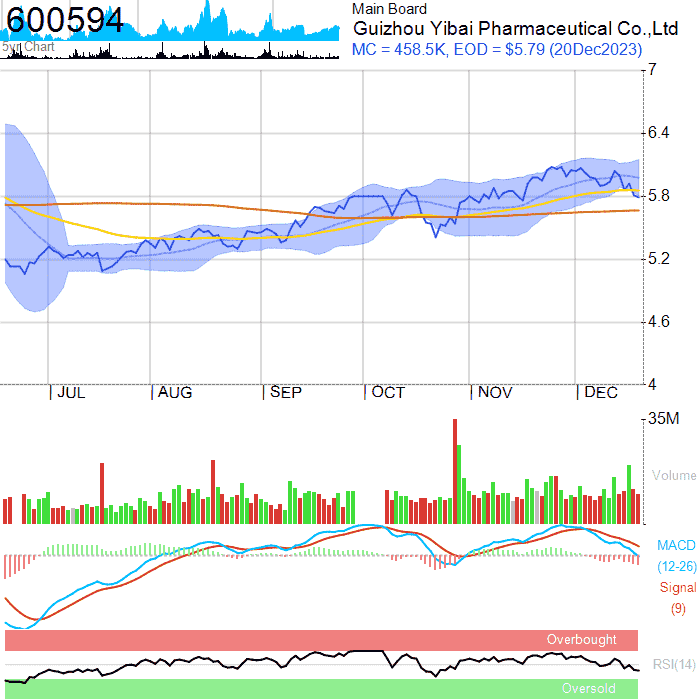 600594
5yr Chart
Main Board
Guizhou Yibai Pharmaceutical Co.,Ltd
MC = 458.5K, EOD = $5.79 (20Dec2023)
7
6.4
5.8
5.2
4.6
4
JUL
AUG
SEP
OCT
NOV
DEC
35M
Volume
MACD
(12-26)
Signal
(9)
Overbought
RSI(14)
Oversold